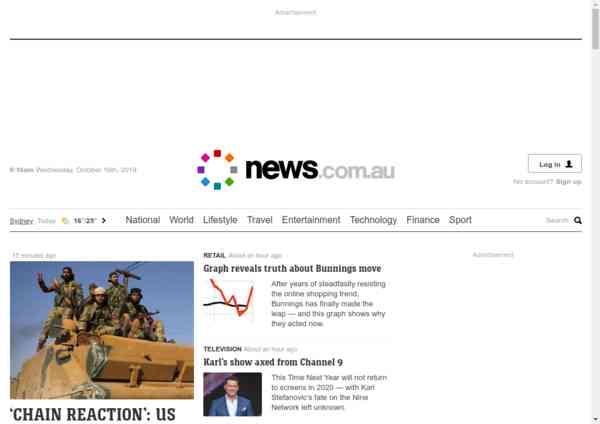 Advertisement
Wednesday, October 16th, 2019
news.com.au
Log in
No account? Sign up
Sydney Today 16°/25° National World Lifestyle Travel Entertainment Technology Finance Sport Search
minutes ago
RETAIL About an hour ago
Advertisement
Graph reveals truth about Bunnings move
After years of steadfastly resisting
the online shopping trend,
Bunnings has finally made the
leap — and this graph shows why
they acted now.
TELEVISION About an hour ago
Karl's show axed from Channel 9
This Time Next Year will not return
to screens in 2020 — with Karl
Stefanovic's fate on the Nine
Network left unknown.
‘CHAIN REACTION’: US